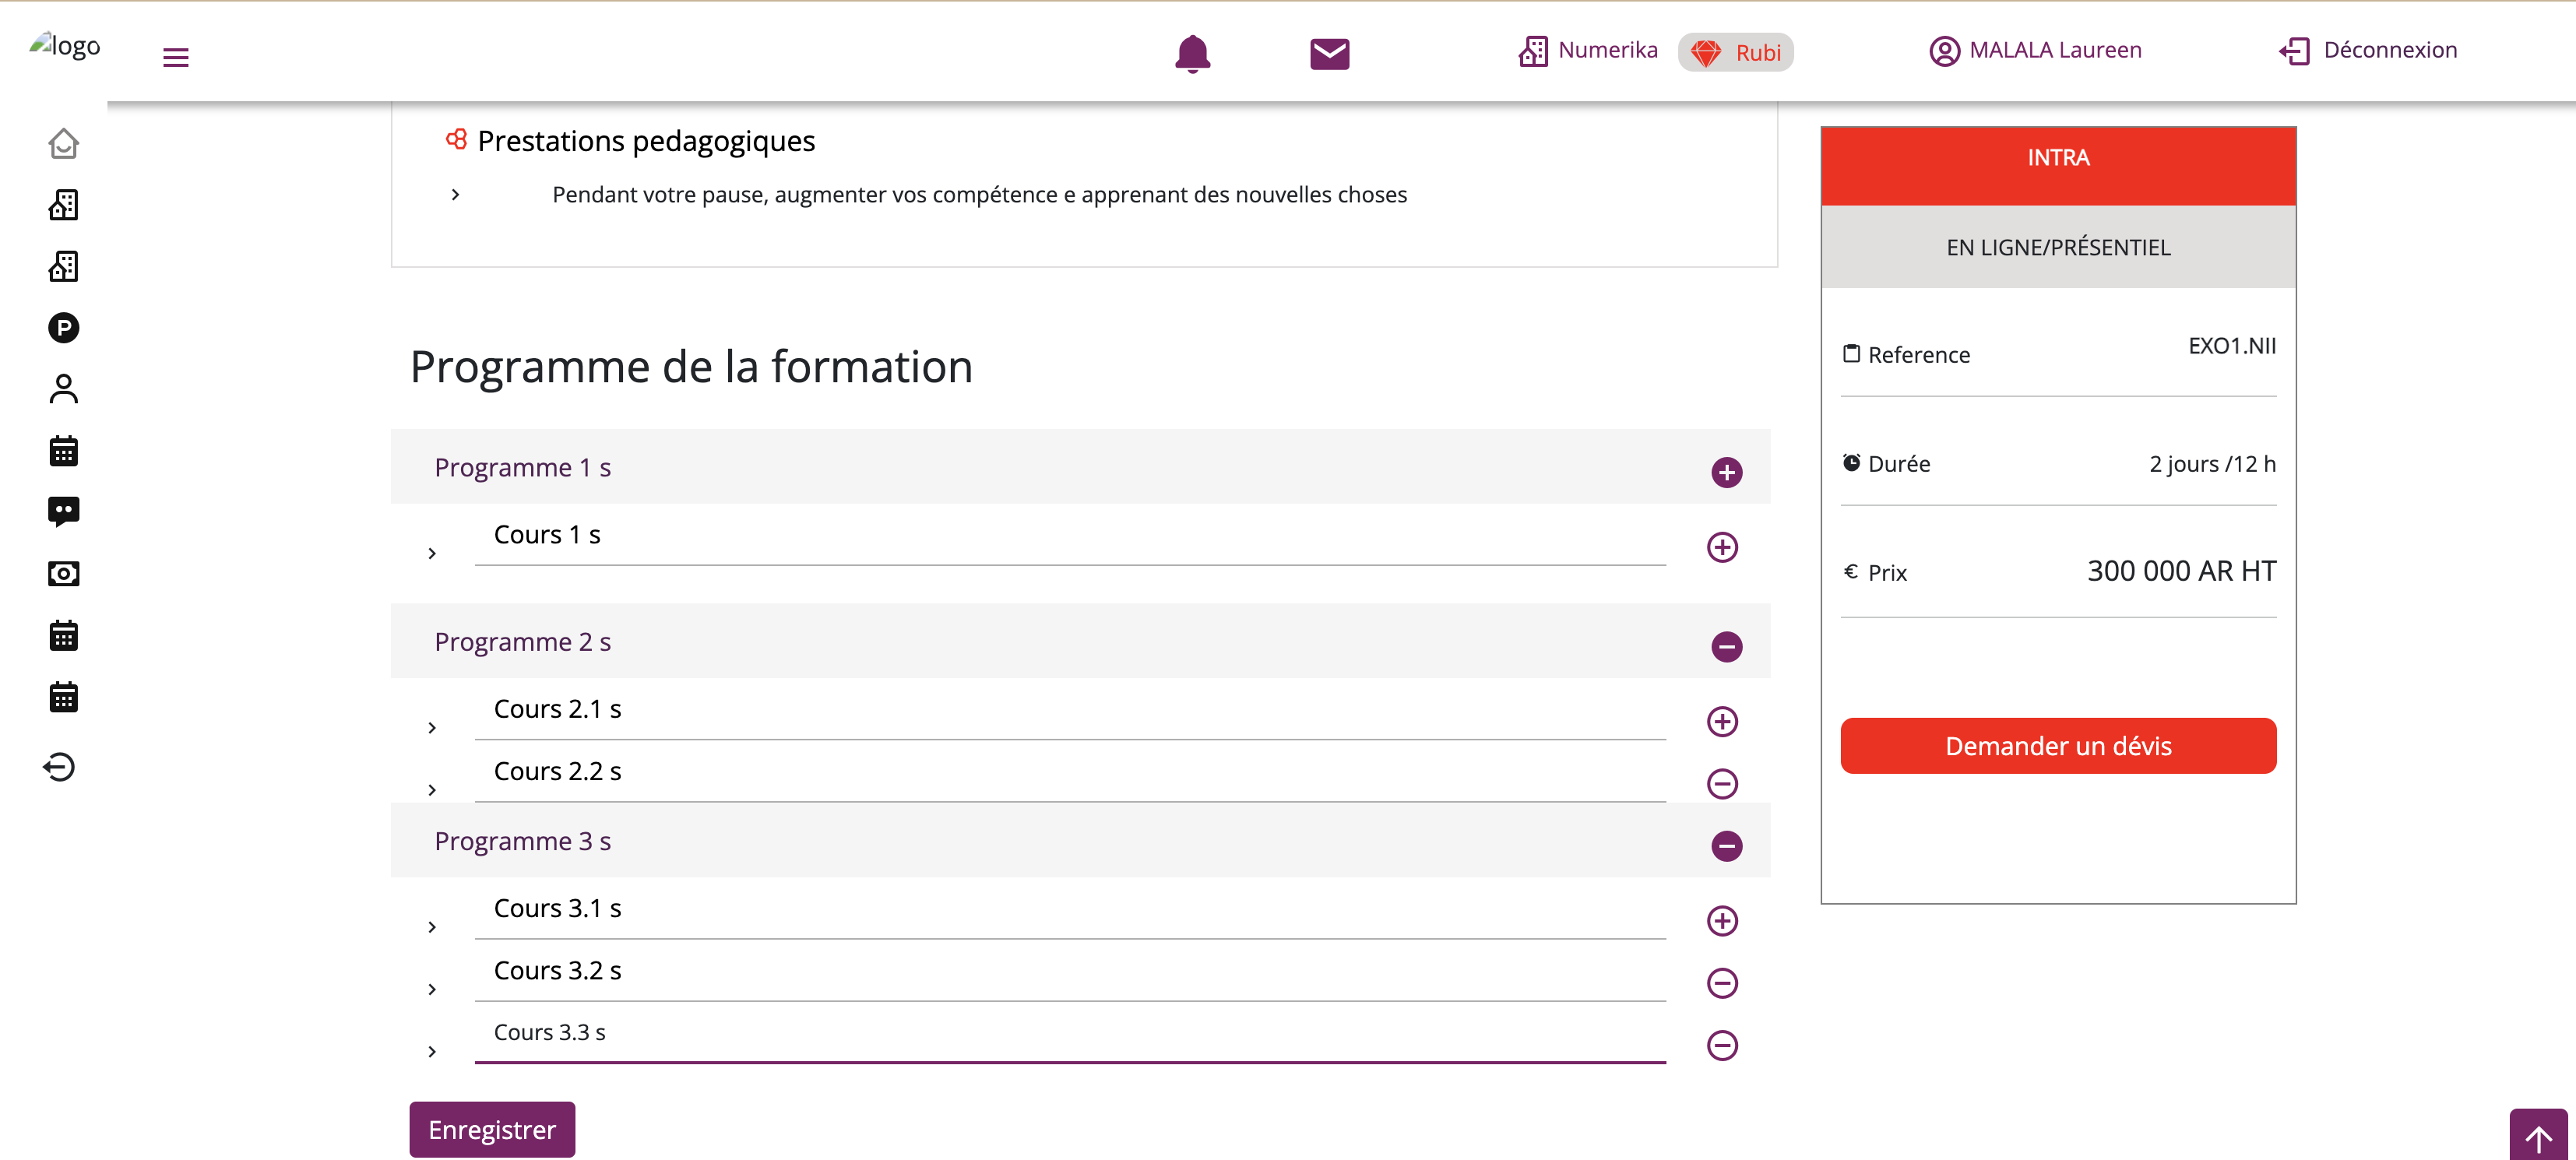 logo
Numerika
Rubi
MALALA Laureen
Déconnexion
Prestations pedagogiques
Pendant votre pause, augmenter vos compétence e apprenant des nouvelles choses
Programme de la formation
Programme 1 s
Cours 1 s
Programme 2 s
Cours 2.1 s
Cours 2.2 s
Programme 3 s
Cours 3.1 s
Cours 3.2 s
Cours 3.3 s
Enregistrer
INTRA
EN LIGNE/PRÉSENTIEL
Reference
EXO1.NII
Durée
2 jours /12 h
€ Prix
300 000 AR HT
Demander un dévis